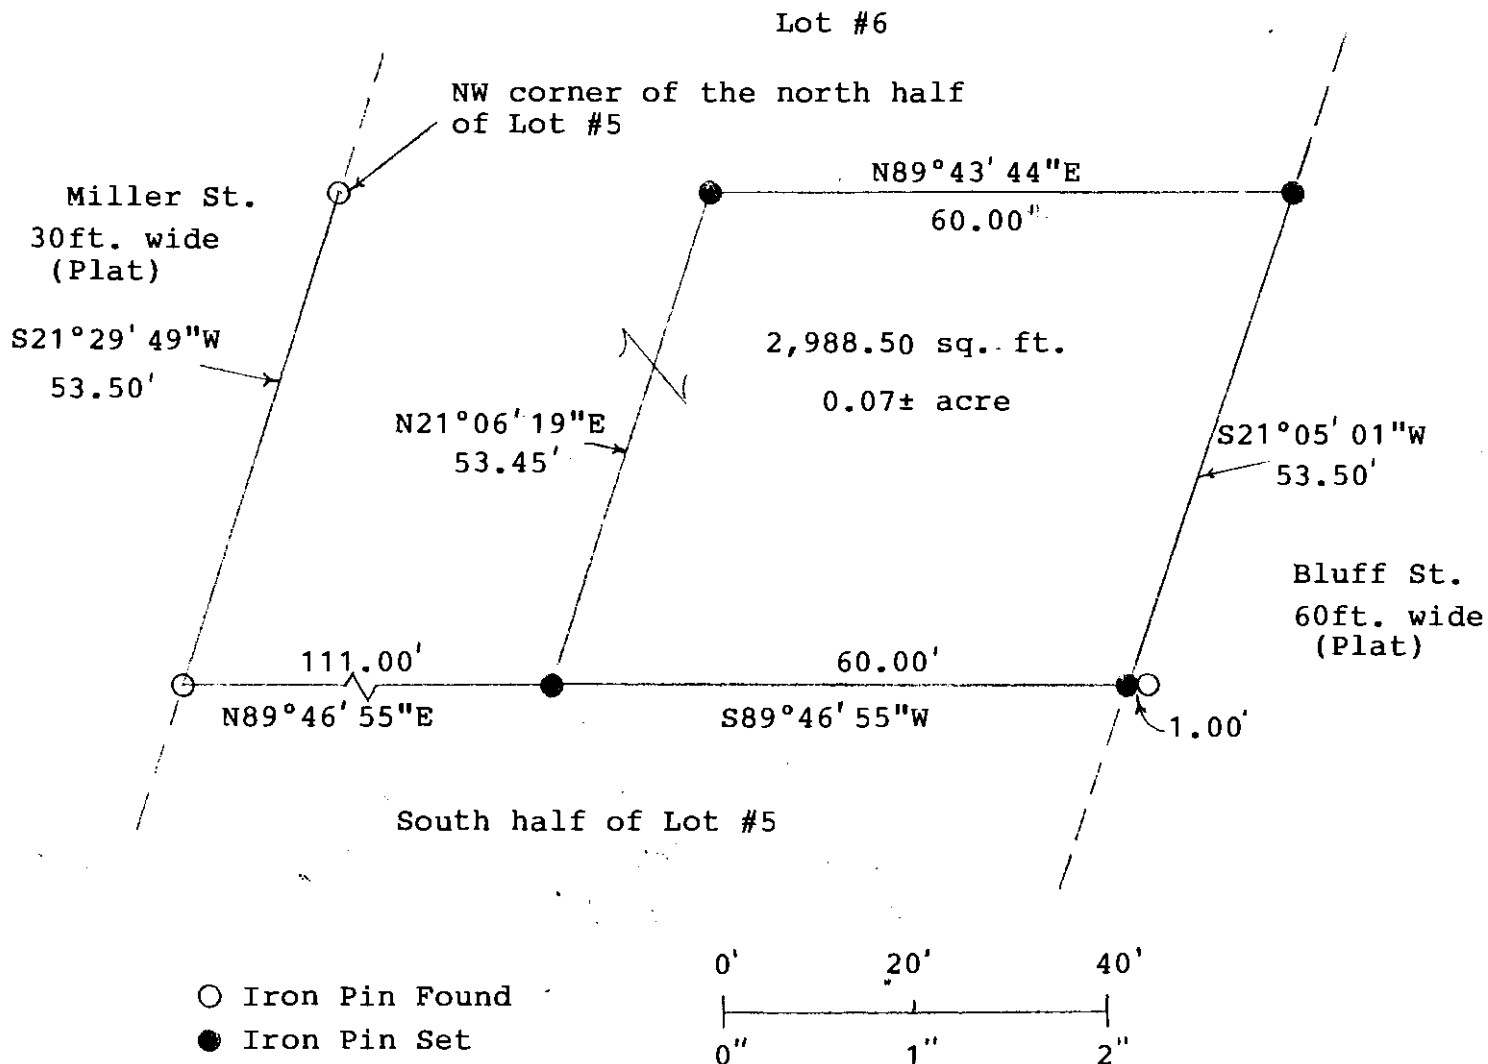 Lot #6
NW corner of the north half
of Lot #5
Miller St.
30ft. wide
(Plat)
N89°43'44"E
60.00"
S21°29'49"W
53.50'
2,988.50 sq. ft.
0.07± acre
N21°06'19"E
53.45'
S21°05'01"W
53.50'
Bluff St.
60ft. wide
(Plat)
111.00'
60.00'
N89°46'55"E
S89°46'55"W
1.00'
South half of Lot #5
0' 20' 40'
○ Iron Pin Found
● Iron Pin Set
0" 1" 2"